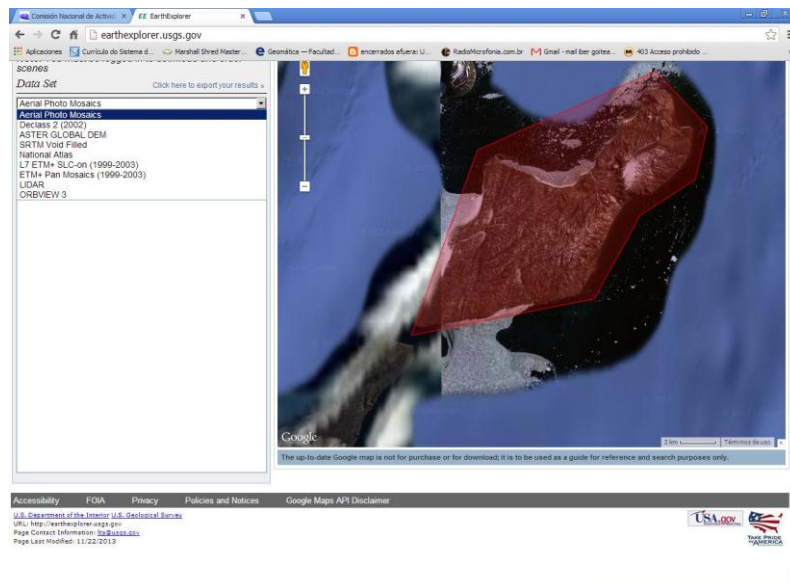 Comisión Nacional de Activid
EE EarthExplorer
earthexplorer.usgs.gov
Aplicaciones
Currículo do Sistema d...
Marshall Shred Master...
Geomática — Facultad...
encerrados afuera: U...
RadioMicrofonia.com.br
Gmail - mail iber goitea...
403 Acceso prohibido ...
scenes
Data Set
Click here to export your results »
Aerial Photo Mosaics
Aerial Photo Mosaics
Declass 2 (2002)
ASTER GLOBAL DEM
SRTM Void Filled
National Atlas
L7 ETM+ SLC-on (1999-2003)
ETM+ Pan Mosaics (1999-2003)
LIDAR
ORBVIEW 3
Google
2 km
Términos de uso
The up-to-date Google map is not for purchase or for download; it is to be used as a guide for reference and search purposes only.
Accessibility FOIA Privacy Policies and Notices Google Maps API Disclaimer
U.S. Department of the Interior U.S. Geological Survey
URL: http://earthexplorer.usgs.gov
Page Contact Information: lta@usgs.gov
Page Last Modified: 11/22/2013
USA.gov
TAKE PRIDE
IN AMERICA